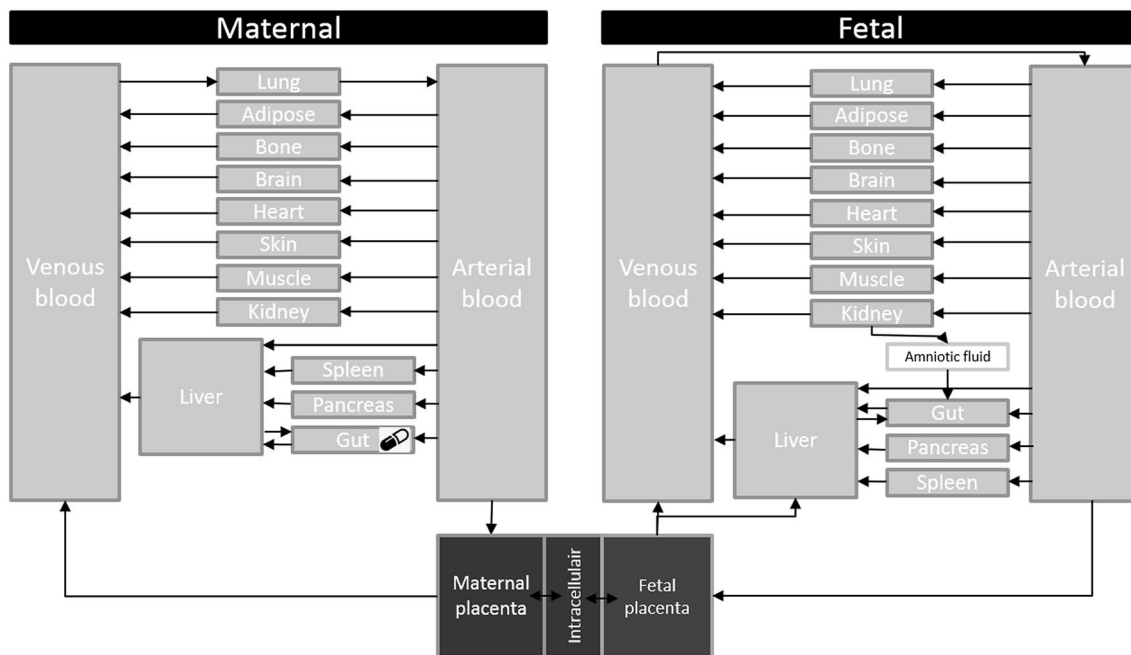 Maternal
Lung
Adipose
Bone
Brain
Heart
Skin
Muscle
Kidney
Venous
blood
Arterial
blood
Liver
Spleen
Pancreas
Gut
Fetal
Lung
Adipose
Bone
Brain
Heart
Skin
Muscle
Kidney
Venous
blood
Arterial
blood
Amniotic fluid
Liver
Gut
Pancreas
Spleen
Maternal
placenta
Intracellulair
Fetal
placenta